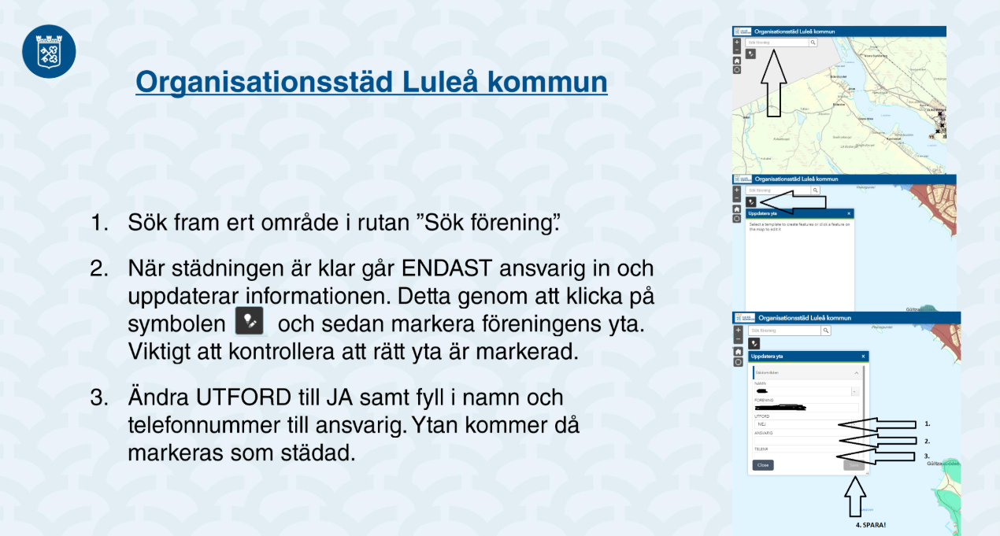 Organisationsstäd Luleå kommun
1. Sök fram ert område i rutan ”Sök förening”.
2. När städningen är klar går ENDAST ansvarig in och
uppdaterar informationen. Detta genom att klicka på
symbolen och sedan markera föreningens yta.
Viktigt att kontrollera att rätt yta är markerad.
3. Ändra UTFORD till JA samt fyll i namn och
telefonnummer till ansvarig. Ytan kommer då
markeras som städad.
Organisationsstäd Luleå kommun
Sök förening
Organisationsstäd Luleå kommun
Sök förening
Uppdatera yta ×
Select a template to create features or click a feature on
the map to edit it
Organisationsstäd Luleå kommun
Sök förening
Uppdatera yta ×
Städområden
NAMN
FORENING
UTFORD
NEJ
1.
ANSVARIG
2.
TELENR
3.
Close Save
4. SPARA!